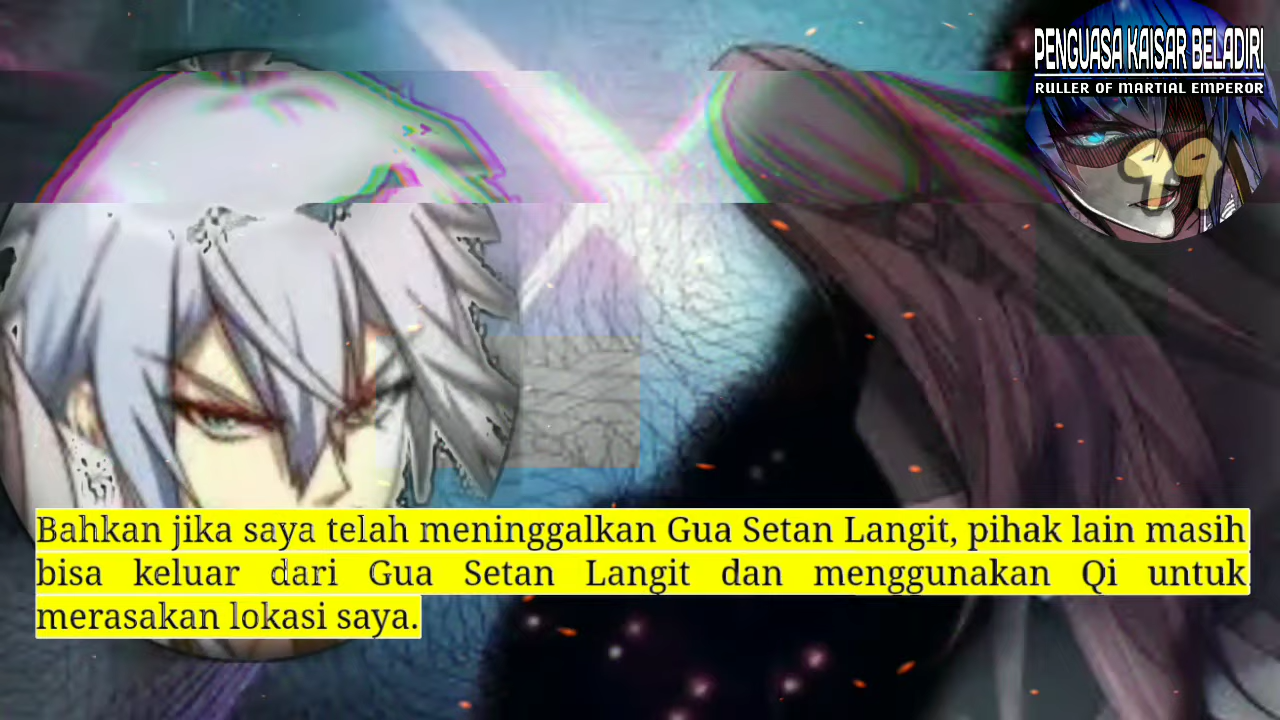 PENGUASA KAISAR BELADIRI
RULLER OF MARTIAL EMPEROR
99
Bahkan jika saya telah meninggalkan Gua Setan Langit, pihak lain masih
bisa keluar dari Gua Setan Langit dan menggunakan Qi untuk
merasakan lokasi saya.